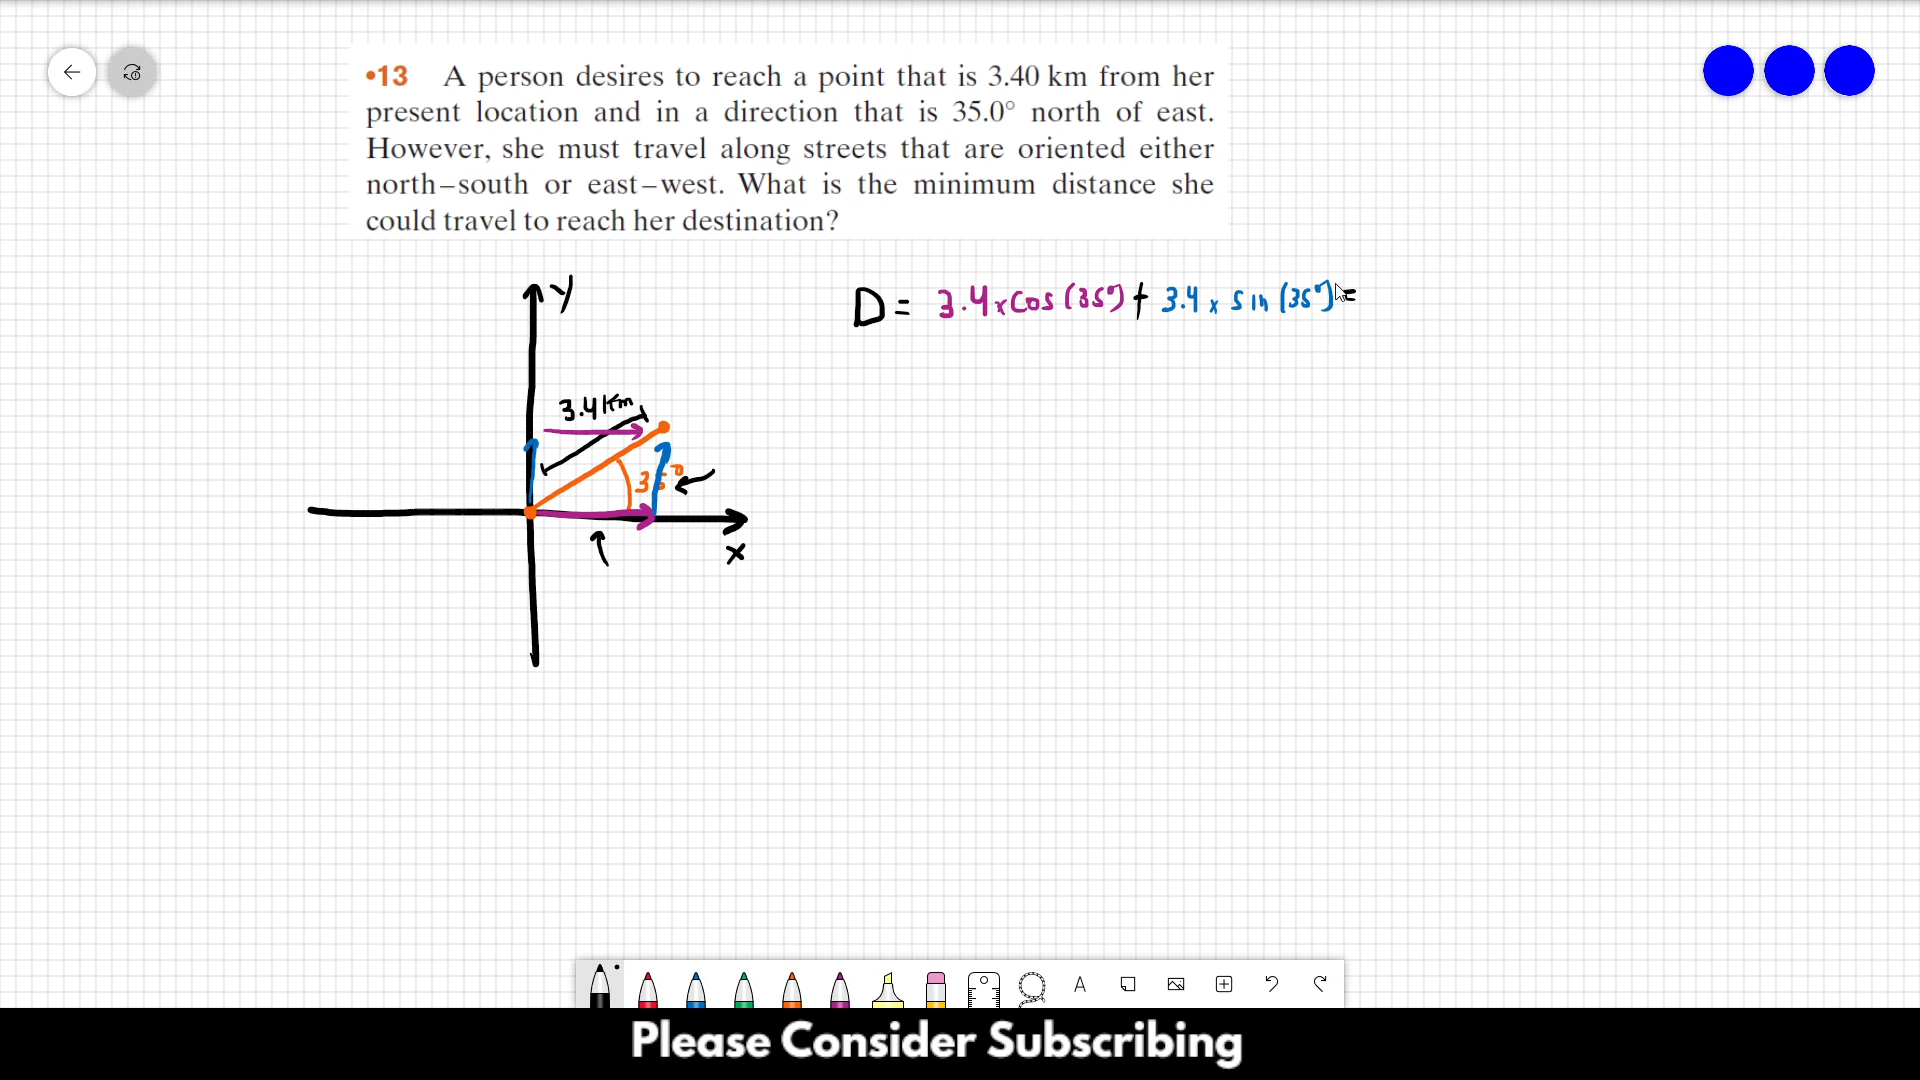 •13 A person desires to reach a point that is 3.40 km from her
present location and in a direction that is 35.0° north of east.
However, she must travel along streets that are oriented either
north–south or east–west. What is the minimum distance she
could travel to reach her destination?
y
D = 3.4 x cos (35°) + 3.4 x sin (35°) =
3.4 Km
35°
x
A
Please Consider Subscribing